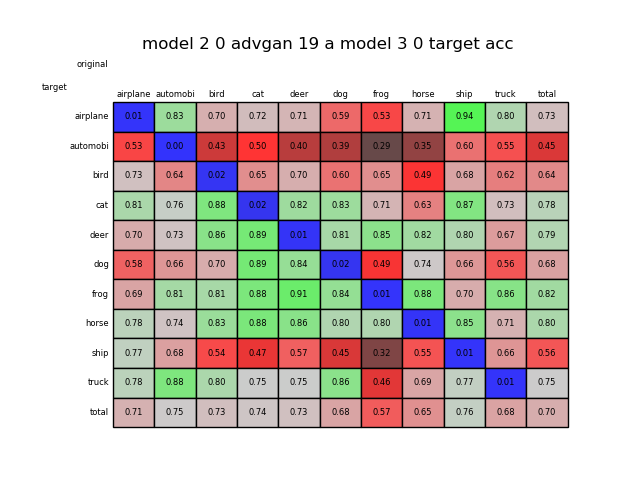 model 2 0 advgan 19 a model 3 0 target acc
original
target
airplane automobi bird cat deer dog frog horse ship truck total
airplane 0.01 0.83 0.70 0.72 0.71 0.59 0.53 0.71 0.94 0.80 0.73
automobi 0.53 0.00 0.43 0.50 0.40 0.39 0.29 0.35 0.60 0.55 0.45
bird 0.73 0.64 0.02 0.65 0.70 0.60 0.65 0.49 0.68 0.62 0.64
cat 0.81 0.76 0.88 0.02 0.82 0.83 0.71 0.63 0.87 0.73 0.78
deer 0.70 0.73 0.86 0.89 0.01 0.81 0.85 0.82 0.80 0.67 0.79
dog 0.58 0.66 0.70 0.89 0.84 0.02 0.49 0.74 0.66 0.56 0.68
frog 0.69 0.81 0.81 0.88 0.91 0.84 0.01 0.88 0.70 0.86 0.82
horse 0.78 0.74 0.83 0.88 0.86 0.80 0.80 0.01 0.85 0.71 0.80
ship 0.77 0.68 0.54 0.47 0.57 0.45 0.32 0.55 0.01 0.66 0.56
truck 0.78 0.88 0.80 0.75 0.75 0.86 0.46 0.69 0.77 0.01 0.75
total 0.71 0.75 0.73 0.74 0.73 0.68 0.57 0.65 0.76 0.68 0.70